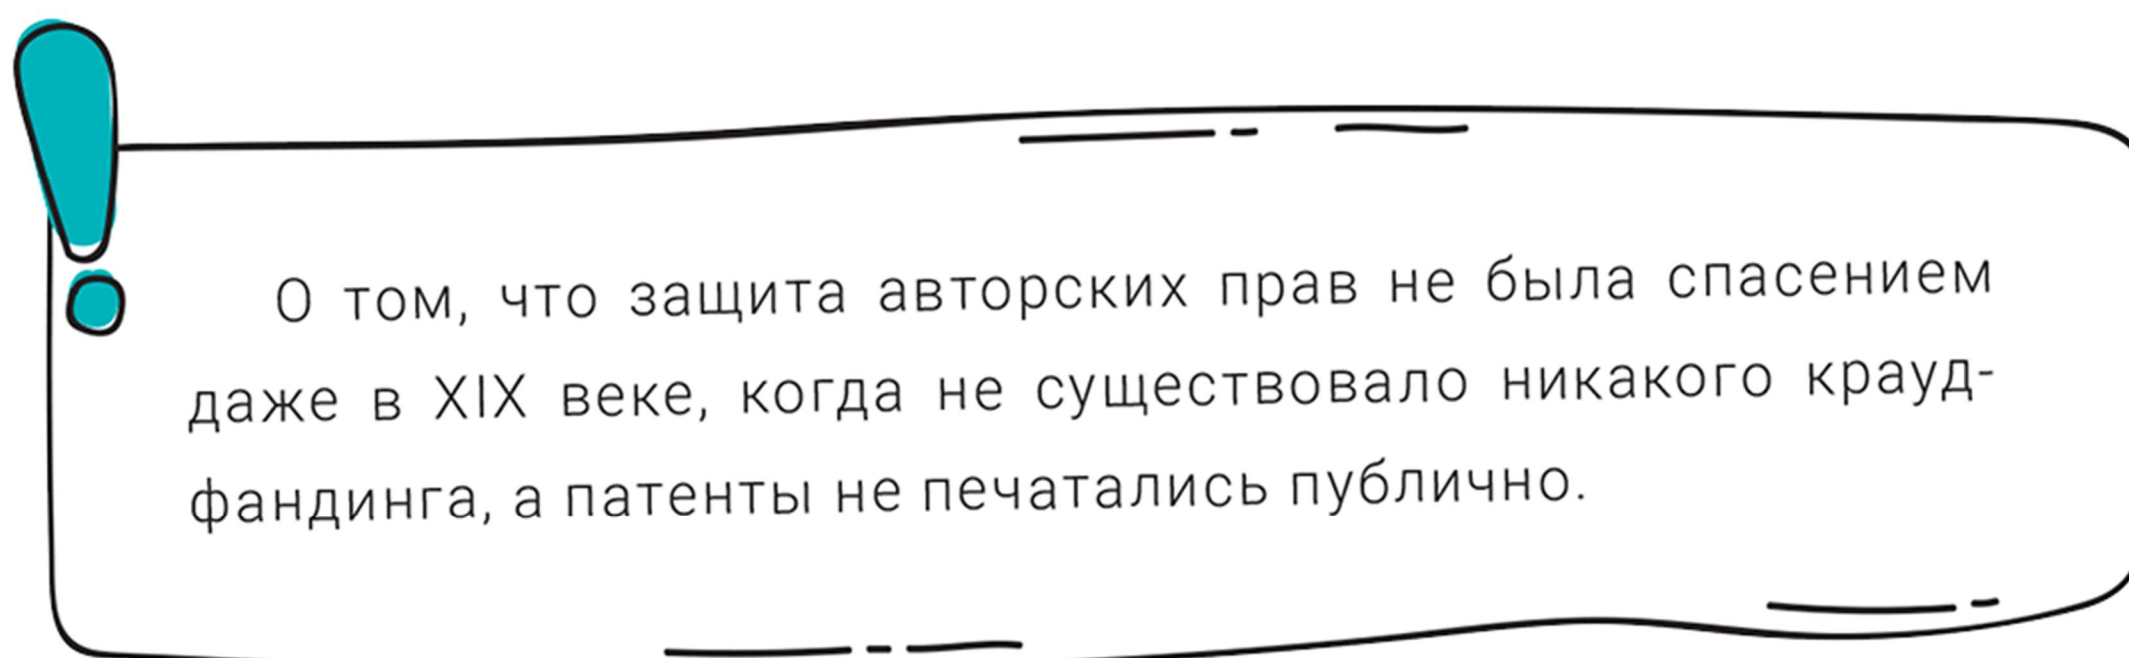 О том, что защита авторских прав не была спасением
даже в XIX веке, когда не существовало никакого крауд-
фандинга, а патенты не печатались публично.